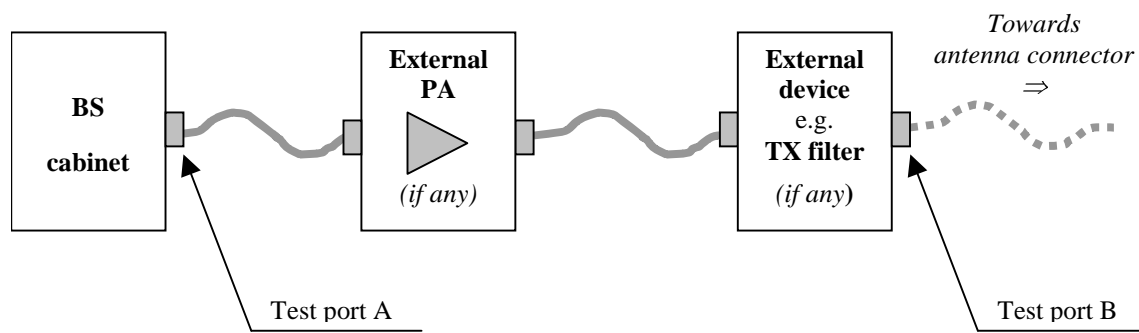 BS
cabinet
External
PA
(if any)
External
device
e.g.
TX filter
(if any)
Towards
antenna connector
⇒
Test port A
Test port B